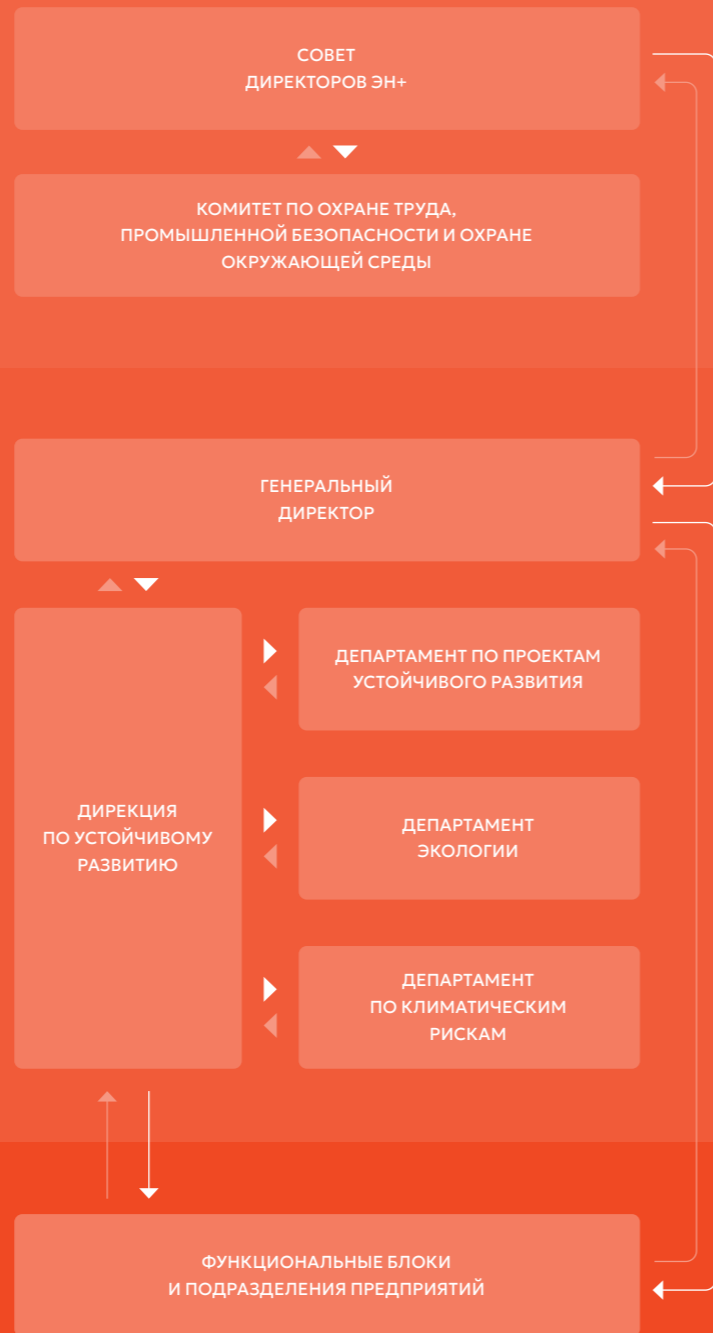 СОВЕТ
ДИРЕКТОРОВ ЭН+
КОМИТЕТ ПО ОХРАНЕ ТРУДА,
ПРОМЫШЛЕННОЙ БЕЗОПАСНОСТИ И ОХРАНЕ
ОКРУЖАЮЩЕЙ СРЕДЫ
ГЕНЕРАЛЬНЫЙ
ДИРЕКТОР
ДИРЕКЦИЯ
ПО УСТОЙЧИВОМУ
РАЗВИТИЮ
ДЕПАРТАМЕНТ ПО ПРОЕКТАМ
УСТОЙЧИВОГО РАЗВИТИЯ
ДЕПАРТАМЕНТ
ЭКОЛОГИИ
ДЕПАРТАМЕНТ
ПО КЛИМАТИЧЕСКИМ
РИСКАМ
ФУНКЦИОНАЛЬНЫЕ БЛОКИ
И ПОДРАЗДЕЛЕНИЯ ПРЕДПРИЯТИЙ